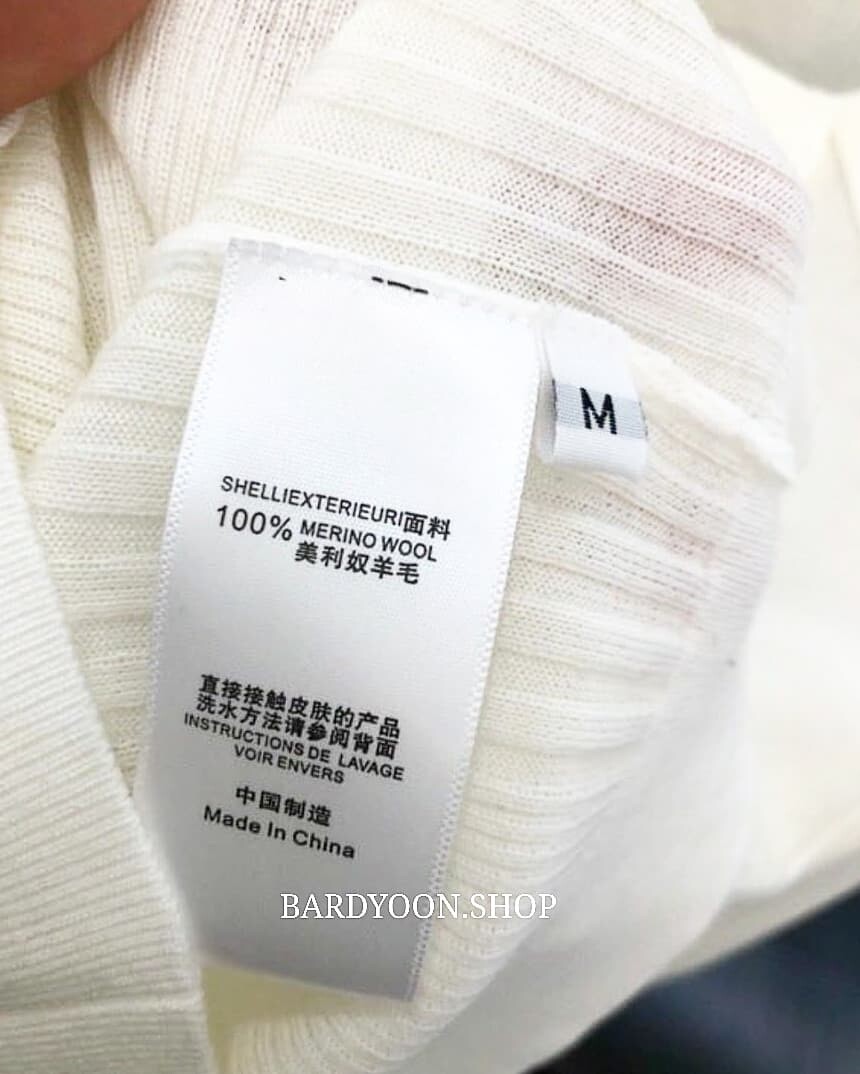 M
SHELLIEXTERIEURI面料
100% MERINO WOOL
美利奴羊毛
直接接触皮肤的产品
洗水方法请参阅背面
INSTRUCTIONS DE LAVAGE
VOIR ENVERS
中国制造
Made In China
BARDYOON.SHOP